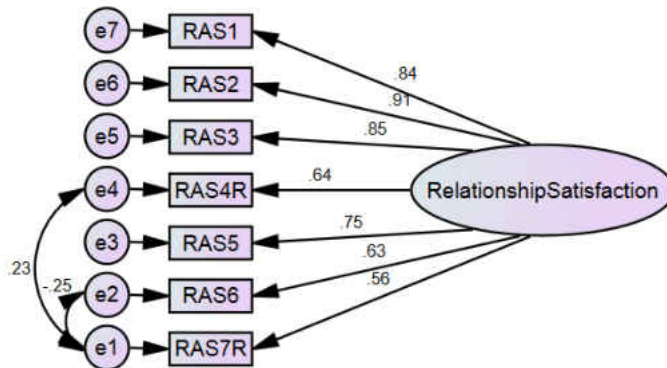 e7 RAS1
.84
e6 RAS2
.91
e5 RAS3
.85
e4 RAS4R .64 RelationshipSatisfaction
.75
e3 RAS5
.63
.23 -.25 e2 RAS6
.56
e1 RAS7R